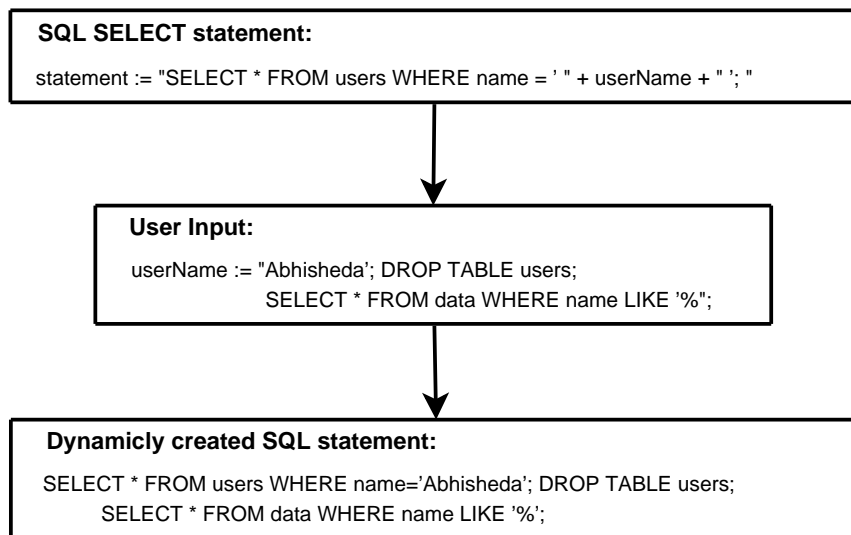 SQL SELECT statement:
statement := "SELECT * FROM users WHERE name = ’ " + userName + " ’; "
User Input:
userName := "Abhisheda’; DROP TABLE users;
SELECT * FROM data WHERE name LIKE ’%";
Dynamicly created SQL statement:
SELECT * FROM users WHERE name=’Abhisheda’; DROP TABLE users;
SELECT * FROM data WHERE name LIKE ’%’;